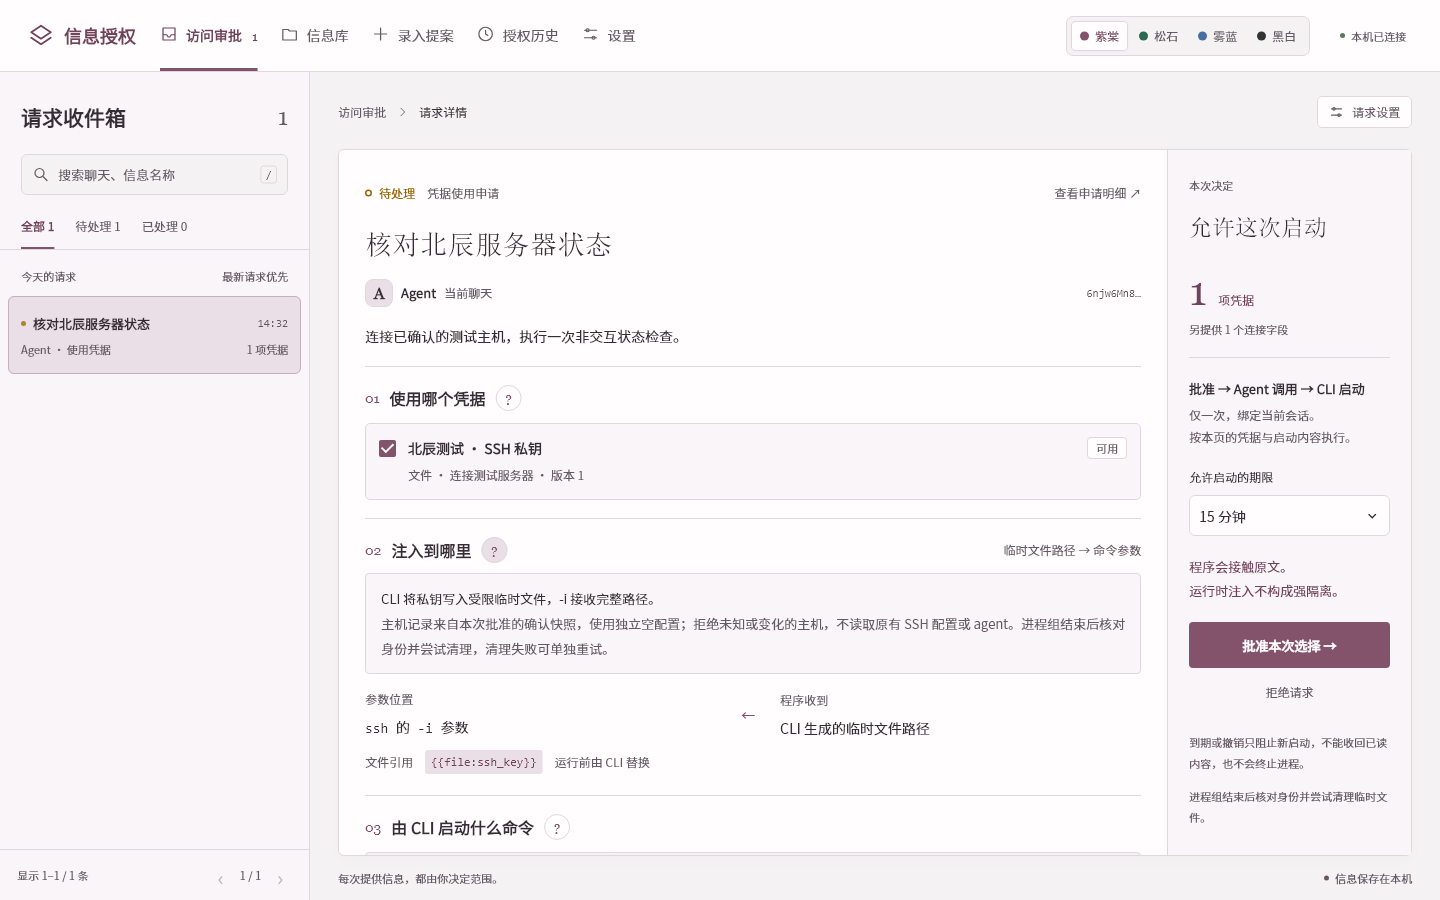 信息授权
访问审批 1
信息库
录入提案
授权历史
设置
紫棠
松石
雾蓝
黑白
本机已连接
请求收件箱 1
搜索聊天、信息名称 /
全部 1
待处理 1
已处理 0
今天的请求 最新请求优先
核对北辰服务器状态 14:32
Agent · 使用凭据 1 项凭据
显示 1–1 / 1 条
‹ 1 / 1 ›
访问审批 > 请求详情
请求设置
待处理 凭据使用申请 查看申请明细 ↗
核对北辰服务器状态
A Agent 当前聊天 6njw6Mn8…
连接已确认的测试主机，执行一次非交互状态检查。
01 使用哪个凭据 ?
北辰测试 · SSH 私钥 可用
文件 · 连接测试服务器 · 版本 1
02 注入到哪里 ? 临时文件路径 → 命令参数
CLI 将私钥写入受限临时文件，-i 接收完整路径。
主机记录来自本次批准的确认快照，使用独立空配置；拒绝未知或变化的主机，不读取原有 SSH 配置或 agent。进程组结束后核对
身份并尝试清理，清理失败可单独重试。
参数位置 程序收到
ssh 的 -i 参数 ← CLI 生成的临时文件路径
文件引用 {{file:ssh_key}} 运行前由 CLI 替换
03 由 CLI 启动什么命令 ?
本次决定
允许这次启动
1 项凭据
另提供 1 个连接字段
批准 → Agent 调用 → CLI 启动
仅一次，绑定当前会话。
按本页的凭据与启动内容执行。
允许启动的期限
15 分钟
程序会接触原文。
运行时注入不构成强隔离。
批准本次选择 →
拒绝请求
到期或撤销只阻止新启动，不能收回已读
内容，也不会终止进程。
进程组结束后核对身份并尝试清理临时文
件。
每次提供信息，都由你决定范围。
信息保存在本机